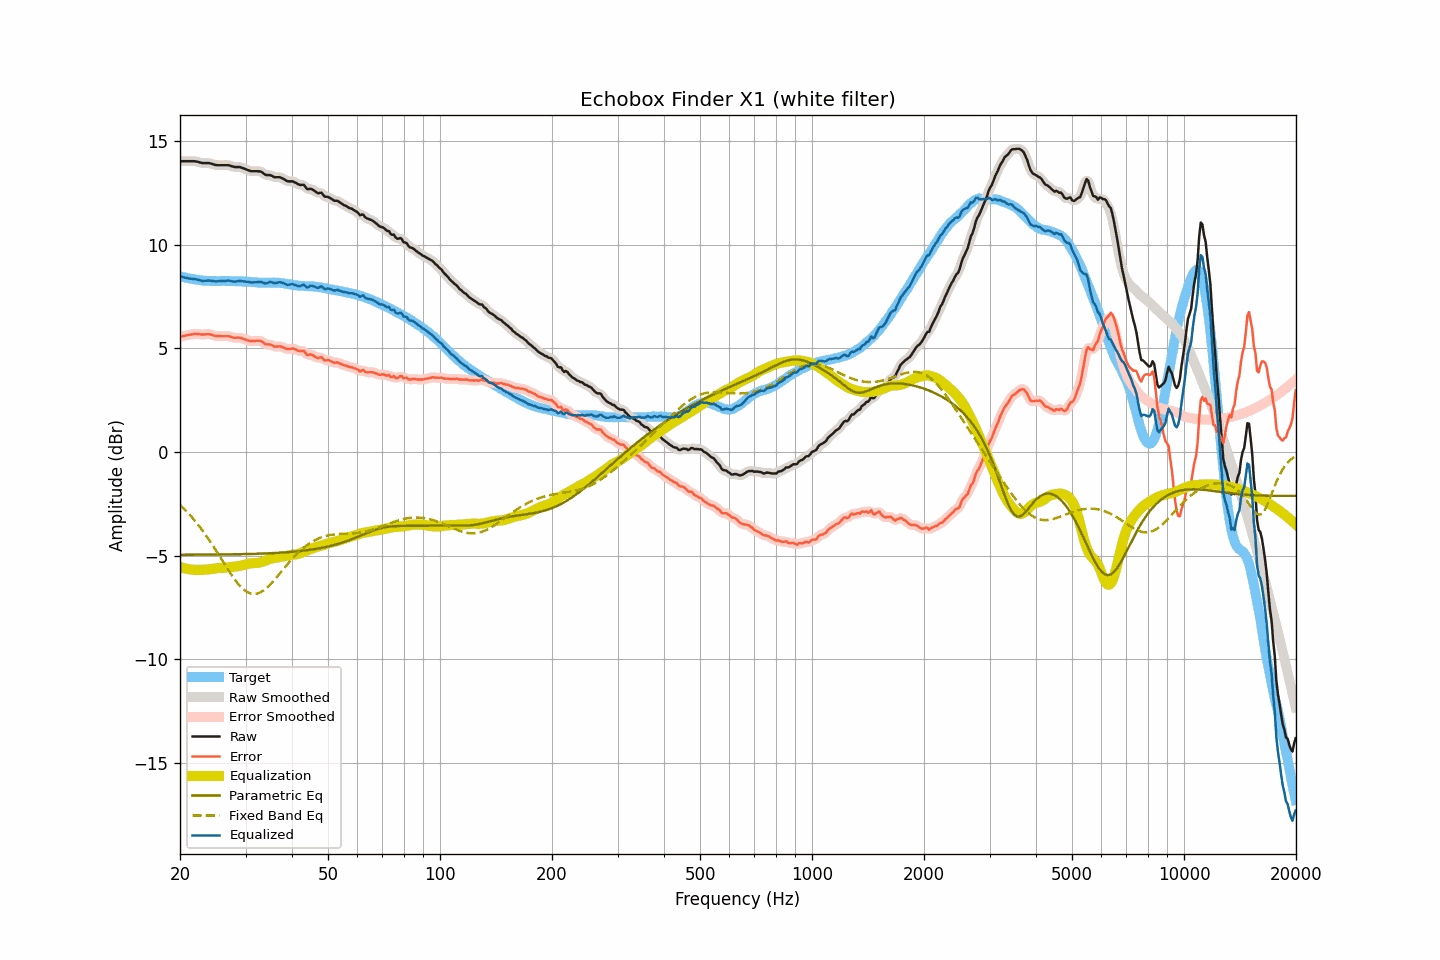 Echobox Finder X1 (white filter)
15
10
5
0
−5
−10
−15
Amplitude (dBr)
Target
Raw Smoothed
Error Smoothed
Raw
Error
Equalization
Parametric Eq
Fixed Band Eq
Equalized
20 50 100 200 500 1000 2000 5000 10000 20000
Frequency (Hz)